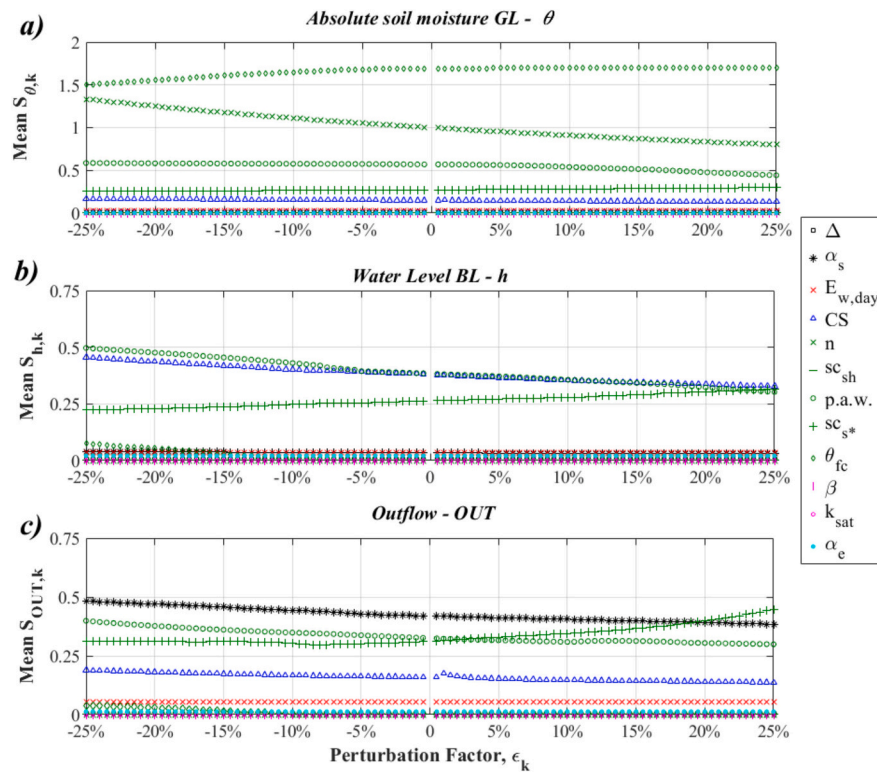 a)
Absolute soil moisture GL - θ
Mean S_θ,k
2
1.5
1
0.5
0
-25% -20% -15% -10% -5% 0 5% 10% 15% 20% 25%
b)
Water Level BL - h
Mean S_h,k
0.75
0.5
0.25
0
-25% -20% -15% -10% -5% 0 5% 10% 15% 20% 25%
c)
Outflow - OUT
Mean S_OUT,k
0.75
0.5
0.25
0
-25% -20% -15% -10% -5% 0 5% 10% 15% 20% 25%
Perturbation Factor, ϵ_k
Δ
α_s
E_w,day
CS
n
sc_sh
p.a.w.
sc_s*
θ_fc
β
k_sat
α_e